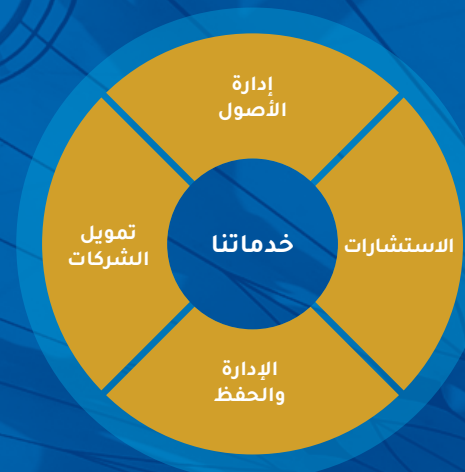 إدارة
الأصول
تمويل
الشركات
خدماتنا
الاستشارات
الإدارة
والحفظ